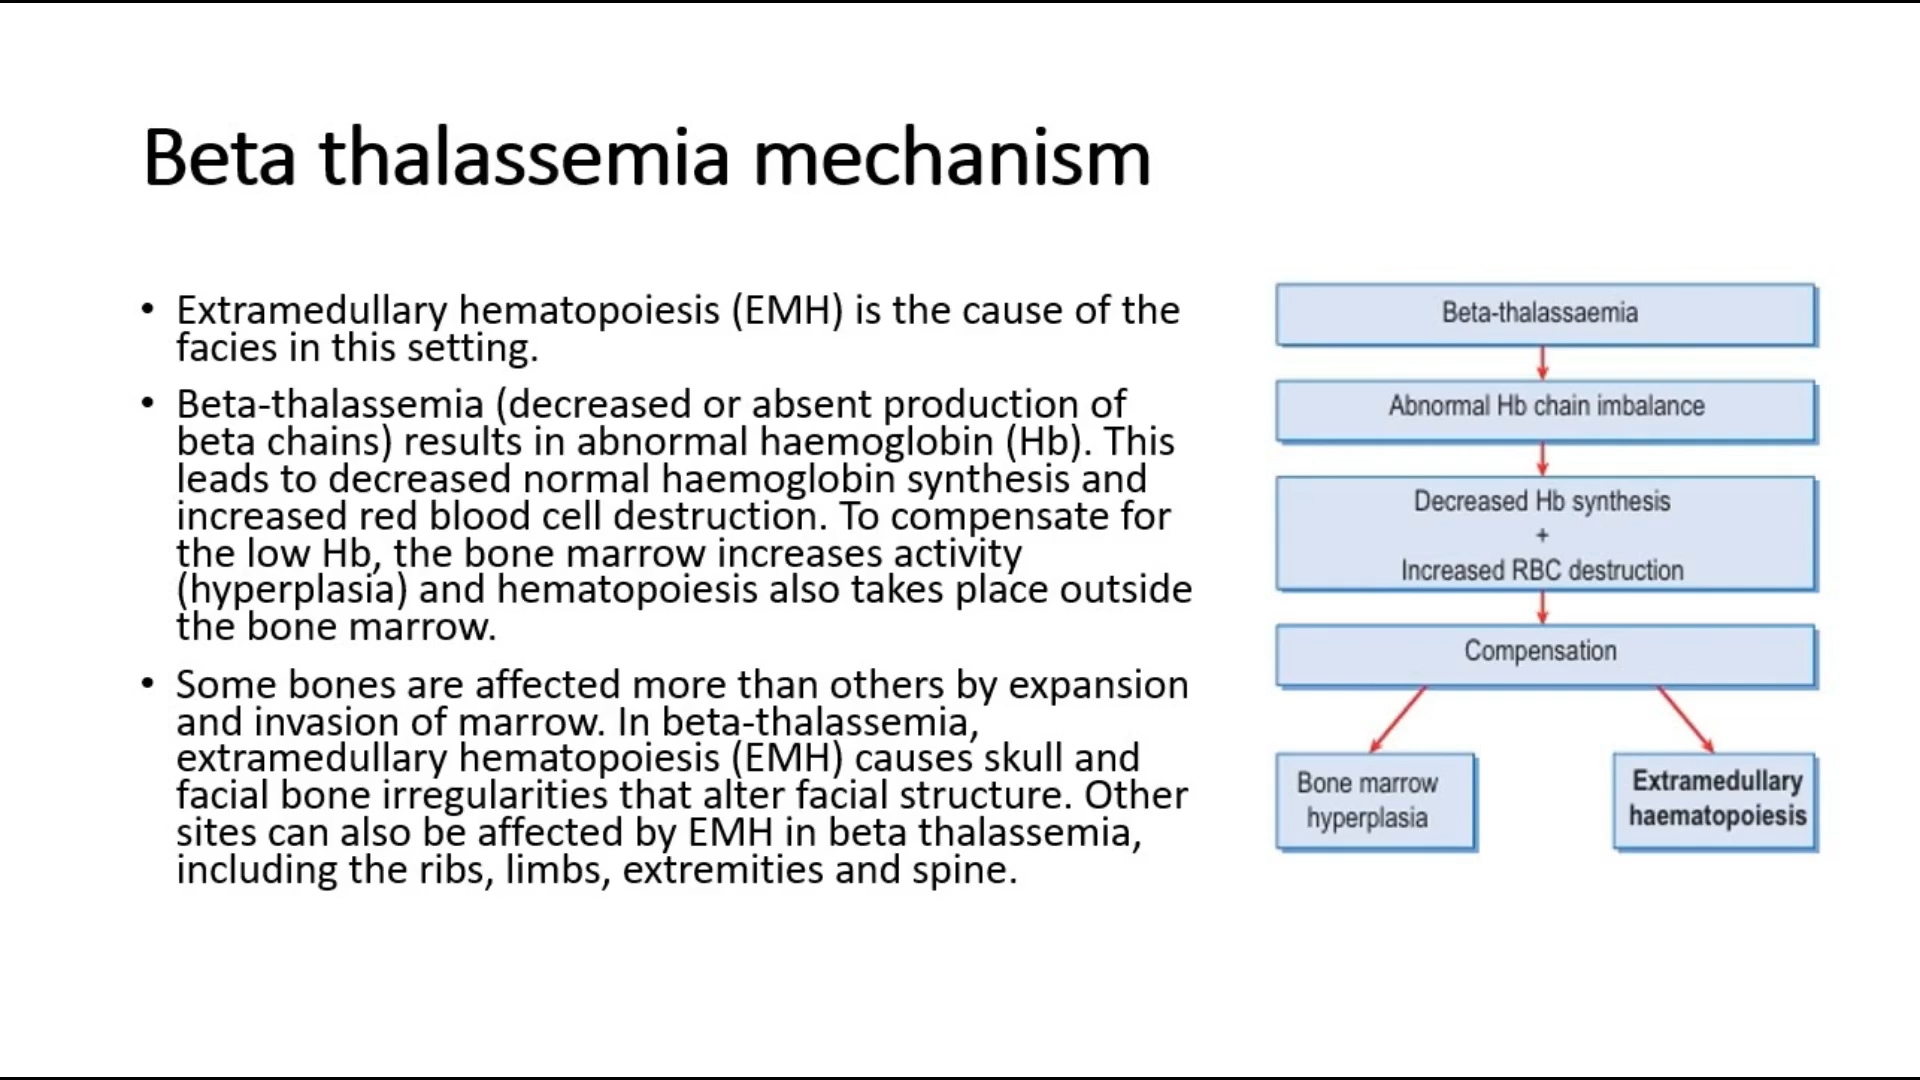 Beta thalassemia mechanism
• Extramedullary hematopoiesis (EMH) is the cause of the
facies in this setting.
• Beta-thalassemia (decreased or absent production of
beta chains) results in abnormal haemoglobin (Hb). This
leads to decreased normal haemoglobin synthesis and
increased red blood cell destruction. To compensate for
the low Hb, the bone marrow increases activity
(hyperplasia) and hematopoiesis also takes place outside
the bone marrow.
• Some bones are affected more than others by expansion
and invasion of marrow. In beta-thalassemia,
extramedullary hematopoiesis (EMH) causes skull and
facial bone irregularities that alter facial structure. Other
sites can also be affected by EMH in beta thalassemia,
including the ribs, limbs, extremities and spine.
Beta-thalassaemia
Abnormal Hb chain imbalance
Decreased Hb synthesis
+
Increased RBC destruction
Compensation
Bone marrow
hyperplasia
Extramedullary
haematopoiesis